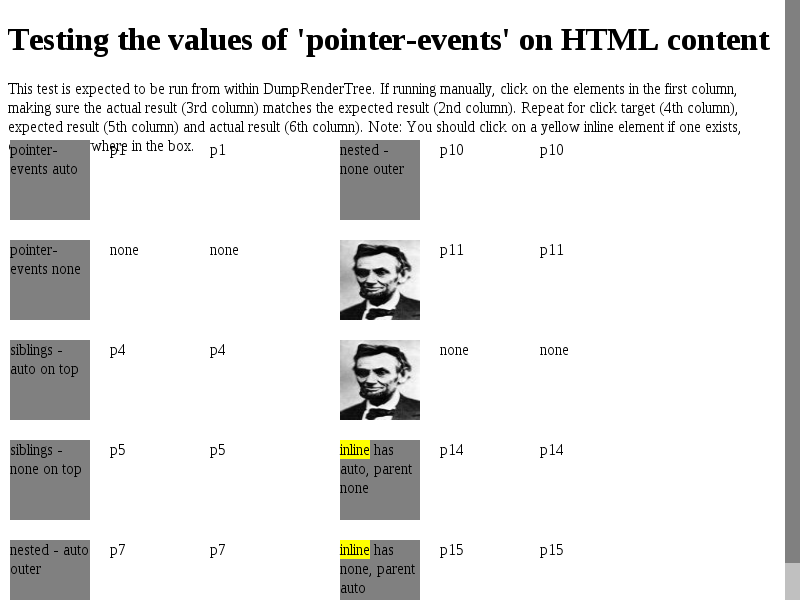 Testing the values of 'pointer-events' on HTML content
This test is expected to be run from within DumpRenderTree. If running manually, click on the elements in the first column,
making sure the actual result (3rd column) matches the expected result (2nd column). Repeat for click target (4th column),
expected result (5th column) and actual result (6th column). Note: You should click on a yellow inline element if one exists,
where in the box.
pointer-
events auto
p1
p1
nested -
none outer
p10
p10
pointer-
events none
none
none
p11
p11
siblings -
auto on top
p4
p4
none
none
siblings -
none on top
p5
p5
inline has
auto, parent
none
p14
p14
nested - auto
outer
p7
p7
inline has
none, parent
auto
p15
p15